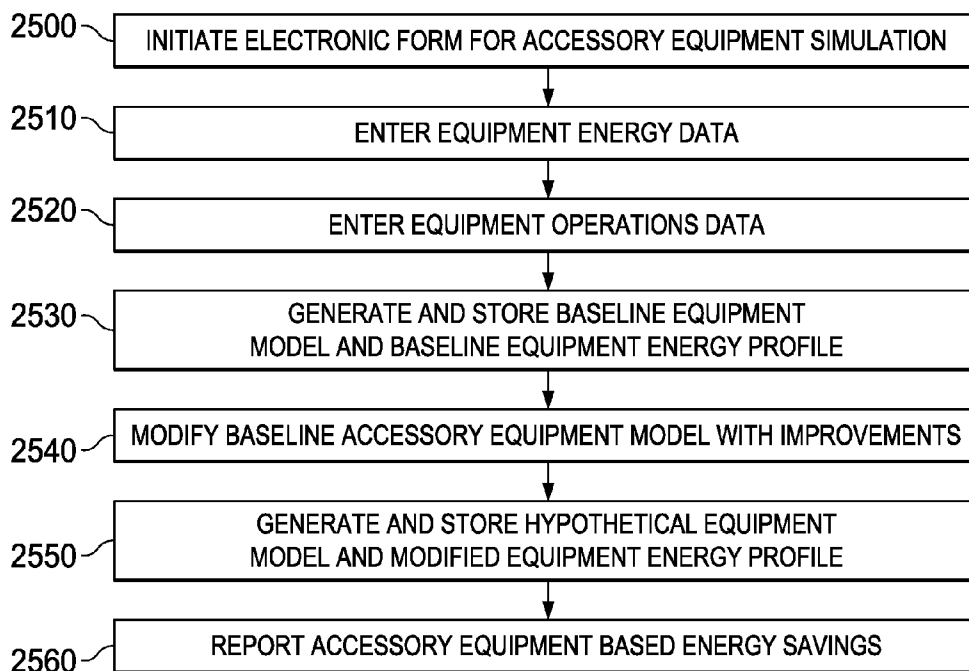 2500
INITIATE ELECTRONIC FORM FOR ACCESSORY EQUIPMENT SIMULATION
2510
ENTER EQUIPMENT ENERGY DATA
2520
ENTER EQUIPMENT OPERATIONS DATA
2530
GENERATE AND STORE BASELINE EQUIPMENT
MODEL AND BASELINE EQUIPMENT ENERGY PROFILE
2540
MODIFY BASELINE ACCESSORY EQUIPMENT MODEL WITH IMPROVEMENTS
2550
GENERATE AND STORE HYPOTHETICAL EQUIPMENT
MODEL AND MODIFIED EQUIPMENT ENERGY PROFILE
2560
REPORT ACCESSORY EQUIPMENT BASED ENERGY SAVINGS